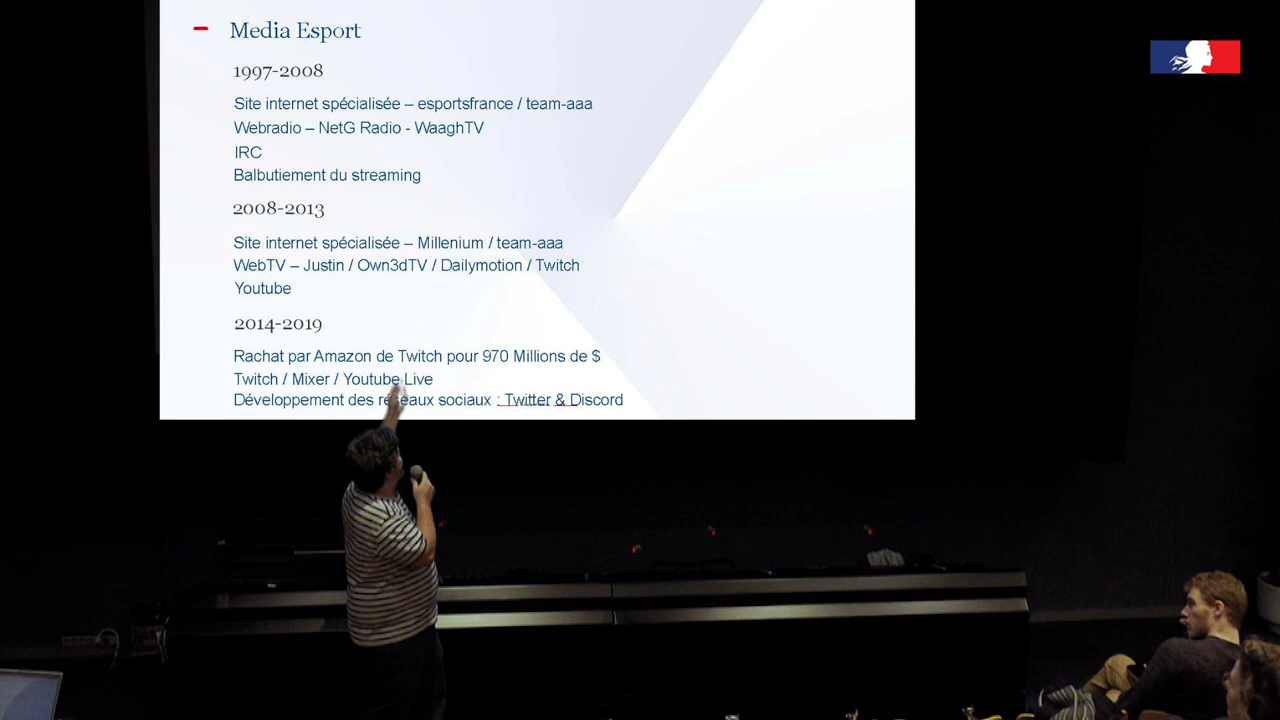 Media Esport
1997-2008
Site internet spécialisée – esportsfrance / team-aaa
Webradio – NetG Radio - WaaghTV
IRC
Balbutiement du streaming
2008-2013
Site internet spécialisée – Millenium / team-aaa
WebTV – Justin / Own3dTV / Dailymotion / Twitch
Youtube
2014-2019
Rachat par Amazon de Twitch pour 970 Millions de $
Twitch / Mixer / Youtube Live
Développement des réseaux sociaux : Twitter & Discord